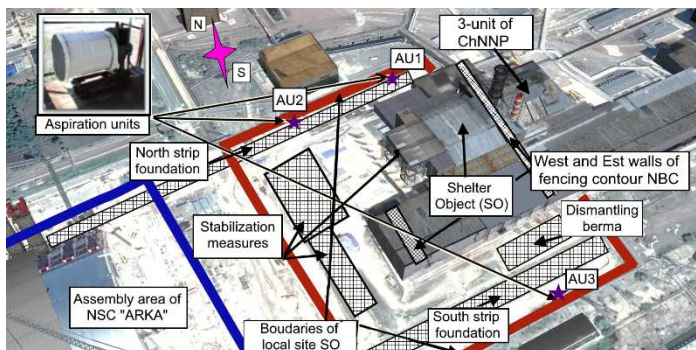 N
S
3-unit of
ChNNP
AU1
AU2
Aspiration units
North strip
foundation
West and Est walls of
fencing contour NBC
Shelter
Object (SO)
Dismantling
berma
Stabilization
measures
AU3
Assembly area of
NSC "ARKA"
South strip
foundation
Boudaries of
local site SO